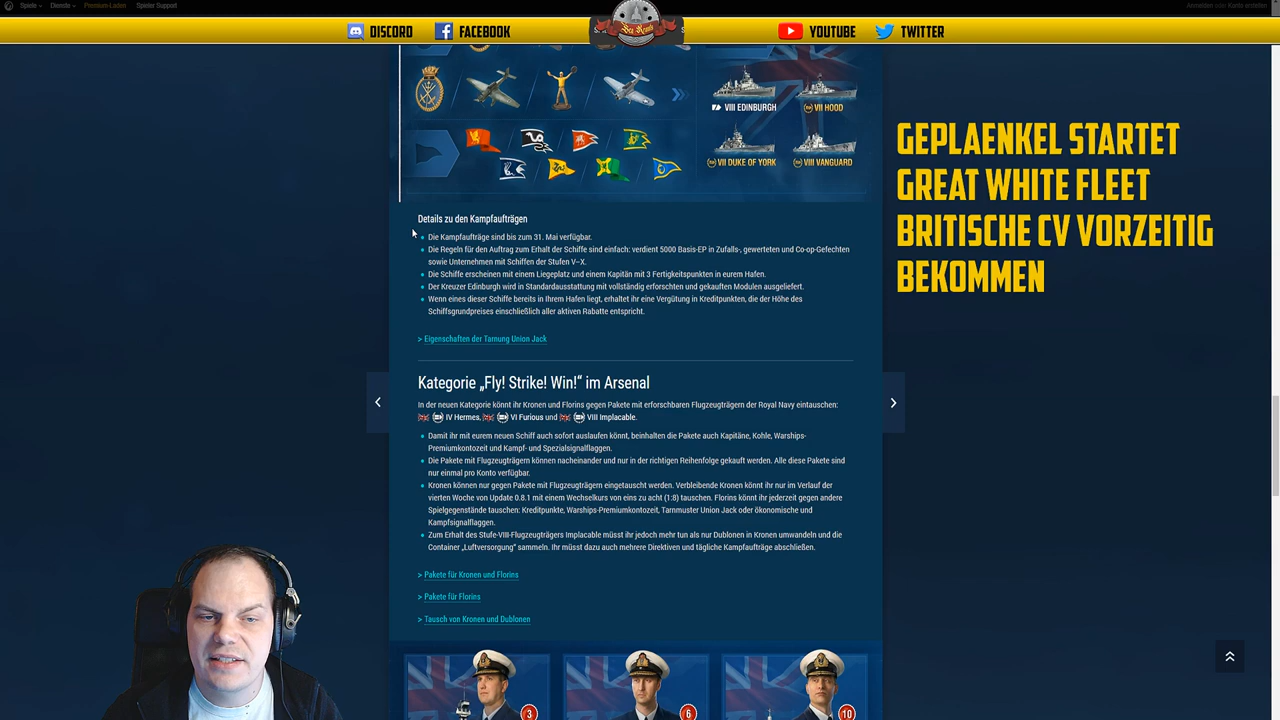 Spiele
Dienste
Premium-Laden
Spieler Support
Anmelden oder Konto erstellen
DISCORD
FACEBOOK
YOUTUBE
TWITTER
VIII EDINBURGH
VII HOOD
VII DUKE OF YORK
VIII VANGUARD
GEPLAENKEL STARTET
GREAT WHITE FLEET
BRITISCHE CV VORZEITIG
BEKOMMEN
Details zu den Kampfaufträgen
Die Kampfaufträge sind bis zum 31. Mai verfügbar.
Die Regeln für den Auftrag zum Erhalt der Schiffe sind einfach: verdient 5000 Basis-EP in Zufalls-, gewerteten und Co-op-Gefechten
sowie Unternehmen mit Schiffen der Stufen V–X.
Die Schiffe erscheinen mit einem Liegeplatz und einem Kapitän mit 3 Fertigkeitspunkten in eurem Hafen.
Der Kreuzer Edinburgh wird in Standardausstattung mit vollständig erforschten und gekauften Modulen ausgeliefert.
Wenn eines dieser Schiffe bereits in Ihrem Hafen liegt, erhaltet ihr eine Vergütung in Kreditpunkten, die der Höhe des
Schiffsgrundpreises einschließlich aller aktiven Rabatte entspricht.
> Eigenschaften der Tarnung Union Jack
Kategorie „Fly! Strike! Win!“ im Arsenal
In der neuen Kategorie könnt ihr Kronen und Florins gegen Pakete mit erforschbaren Flugzeugträgern der Royal Navy eintauschen:
IV Hermes, VI Furious und VIII Implacable.
Damit ihr mit eurem neuen Schiff auch sofort auslaufen könnt, beinhalten die Pakete auch Kapitäne, Kohle, Warships-
Premiumkontozeit und Kampf- und Spezialsignalflaggen.
Die Pakete mit Flugzeugträgern können nacheinander und nur in der richtigen Reihenfolge gekauft werden. Alle diese Pakete sind
nur einmal pro Konto verfügbar.
Kronen können nur gegen Pakete mit Flugzeugträgern eingetauscht werden. Verbleibende Kronen könnt ihr nur im Verlauf der
vierten Woche von Update 0.8.1 mit einem Wechselkurs von eins zu acht (1:8) tauschen. Florins könnt ihr jederzeit gegen andere
Spielgegenstände tauschen: Kreditpunkte, Warships-Premiumkontozeit, Tarnmuster Union Jack oder ökonomische und
Kampfsignalflaggen.
Zum Erhalt des Stufe-VIII-Flugzeugträgers Implacable müsst ihr jedoch mehr tun als nur Dublonen in Kronen umwandeln und die
Container „Luftversorgung“ sammeln. Ihr müsst dazu auch mehrere Direktiven und tägliche Kampfaufträge abschließen.
> Pakete für Kronen und Florins
> Pakete für Florins
> Tausch von Kronen und Dublonen
3
6
10